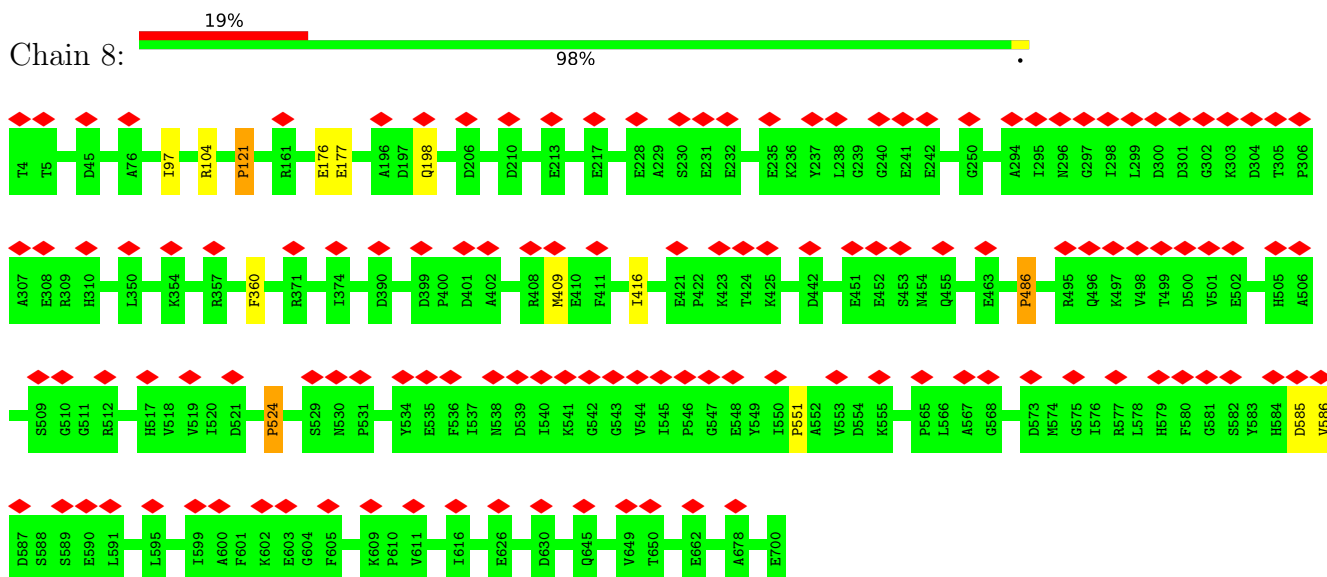 19%
Chain 8:
98%
T4 T5 D45 A76 I97 R104 P121 R161 E176 E177 A196 D197 Q198 D206 D210 E213 E217 E228 A229 S230 E231 E232 E235 K236 Y237 L238 G239 G240 E241 E242 G250 A294 I295 N296 G297 I298 L299 D300 D301 G302 K303 D304 T305 P306
A307 E308 R309 H310 L350 K354 R357 F360 R371 I374 D390 D399 P400 D401 A402 R408 M409 E410 F411 I416 E421 P422 K423 T424 K425 D442 E451 E452 S453 N454 Q455 E463 P486 R495 Q496 K497 V498 T499 D500 V501 E502 H505 A506
S509 G510 G511 R512 H517 V518 V519 I520 D521 P524 S529 N530 P531 Y534 E535 F536 I537 N538 D539 I540 K541 G542 G543 V544 I545 P546 G547 E548 Y549 I550 P551 A552 V553 D554 K555 P565 L566 A567 G568 D573 M574 G575 I576 R577 L578 H579 F580 G581 S582 Y583 H584 D585 V586
D587 S588 S589 E590 L591 L595 I599 A600 F601 K602 E603 G604 F605 K609 P610 V611 I616 E626 D630 Q645 V649 T650 E662 A678 E700